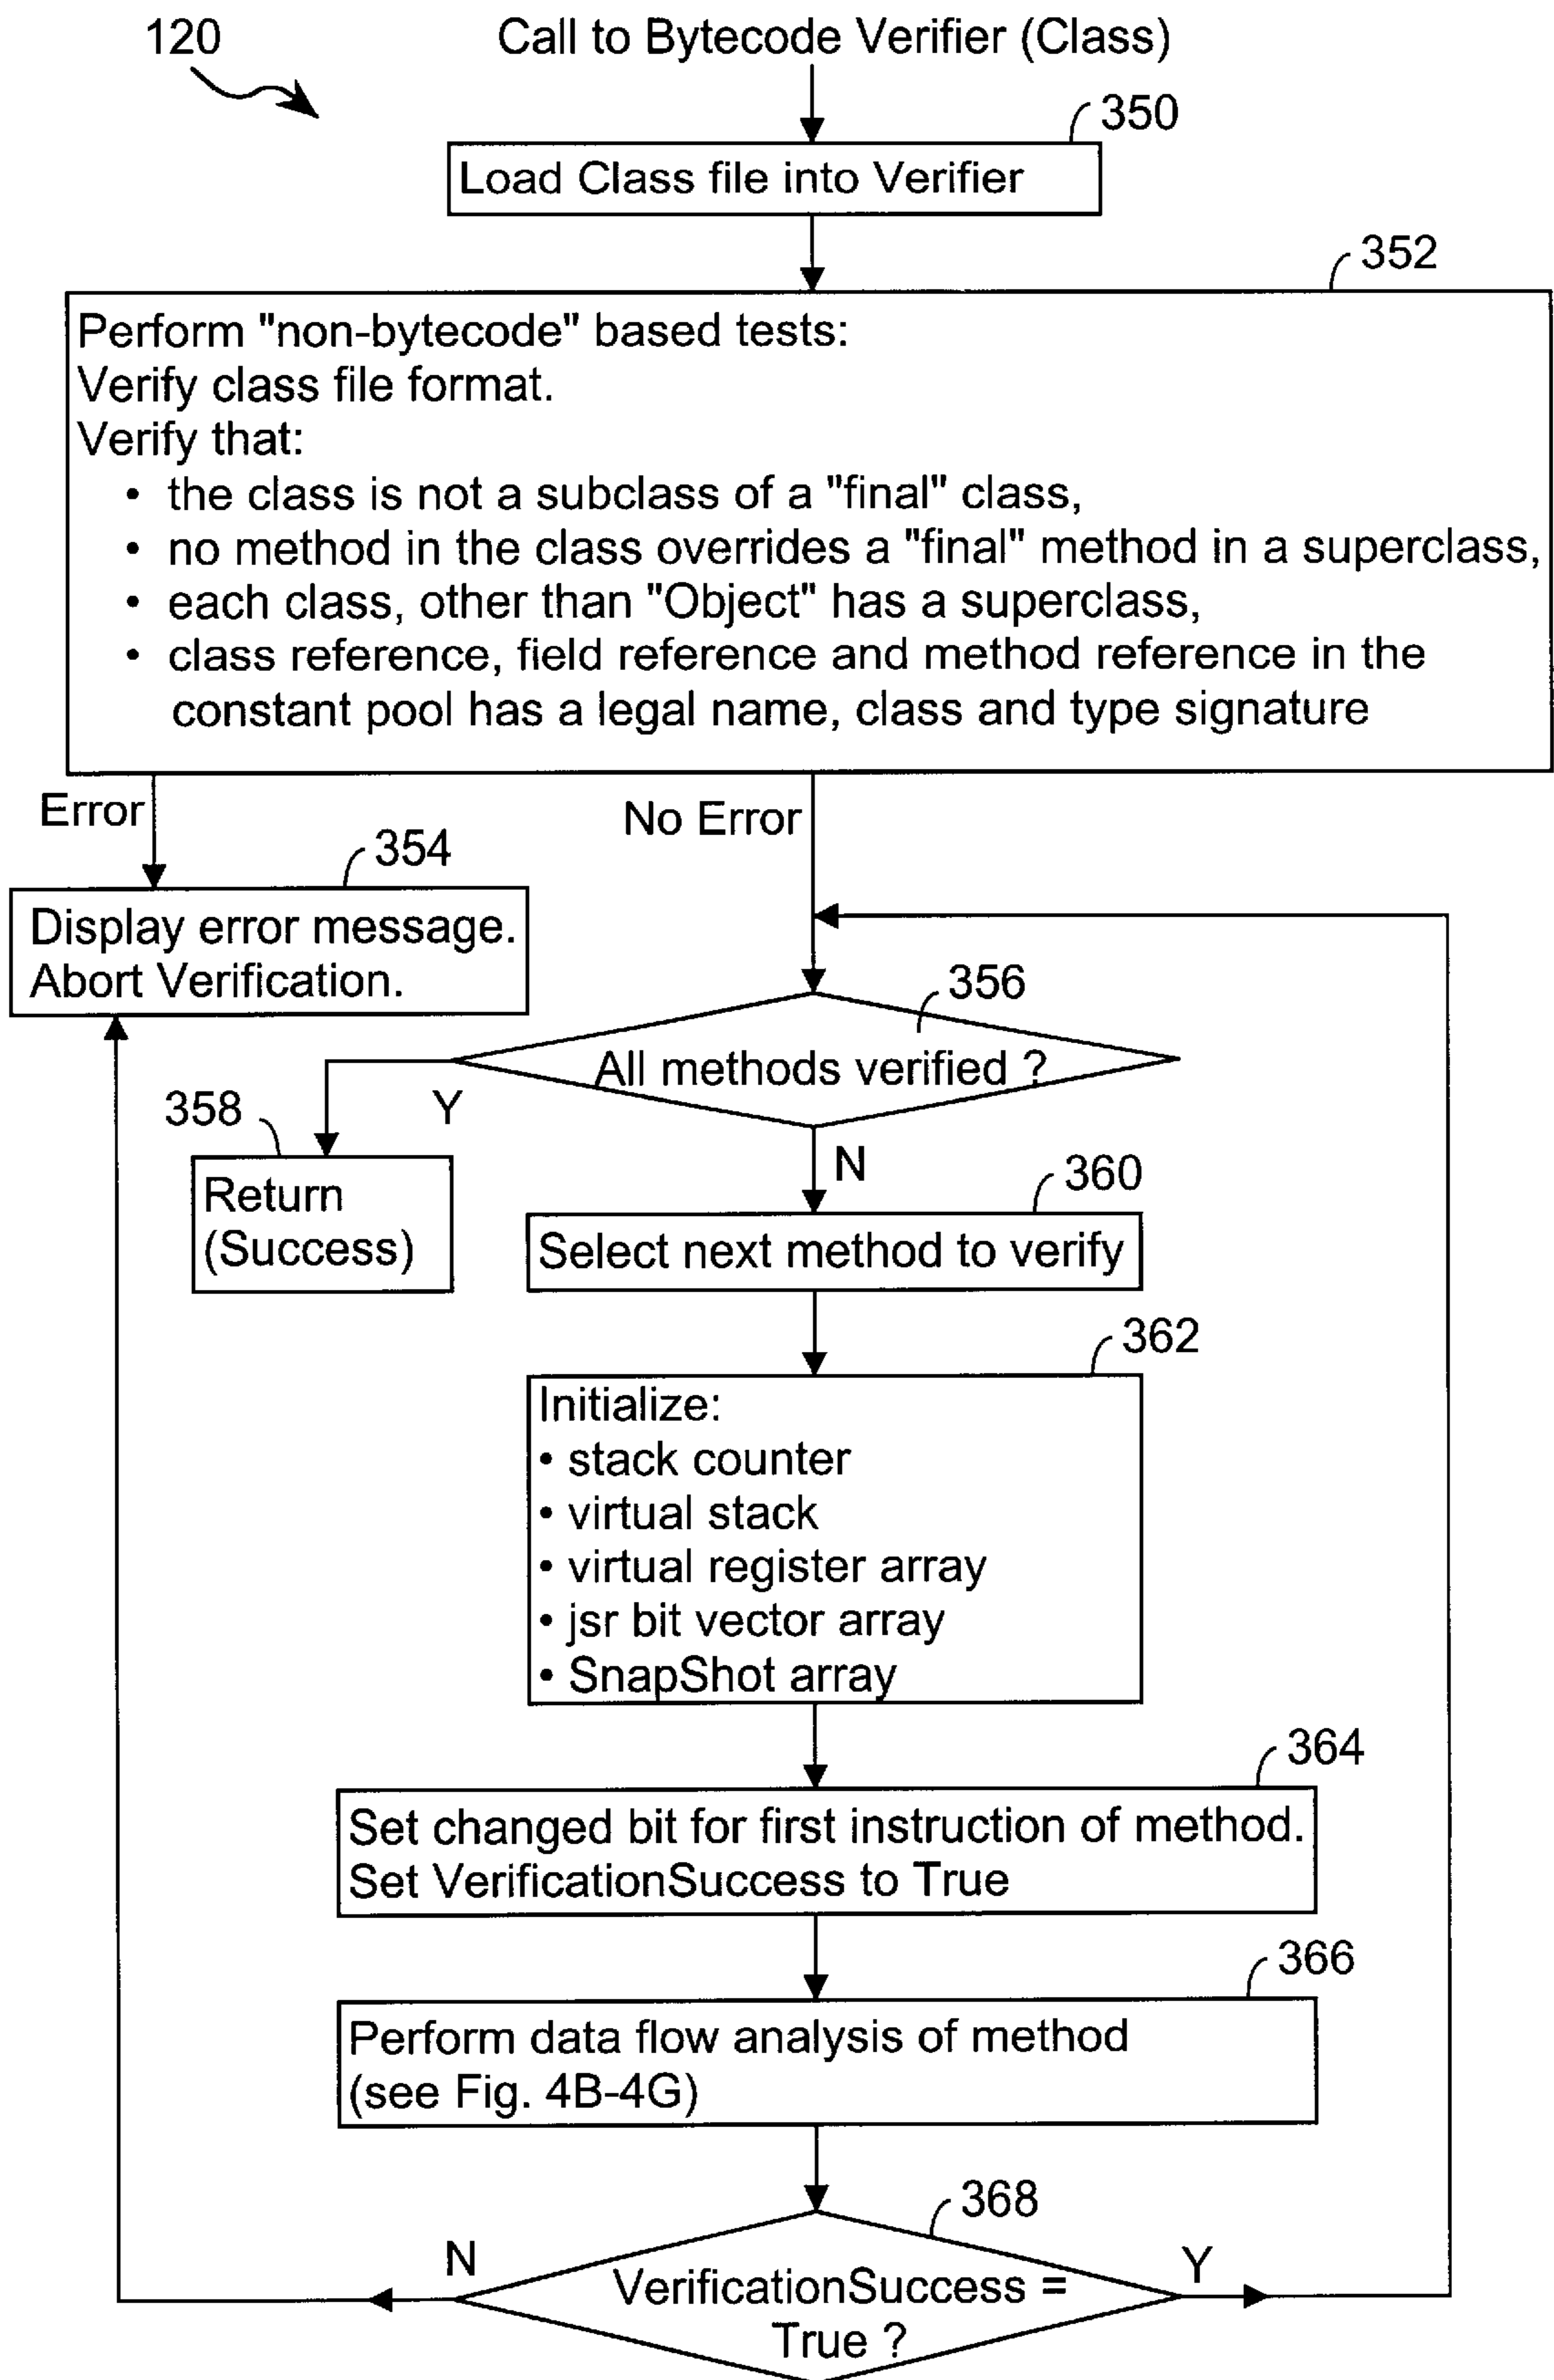 120
Call to Bytecode Verifier (Class)
350
Load Class file into Verifier
352
Perform "non-bytecode" based tests:
Verify class file format.
Verify that:
• the class is not a subclass of a "final" class,
• no method in the class overrides a "final" method in a superclass,
• each class, other than "Object" has a superclass,
• class reference, field reference and method reference in the
constant pool has a legal name, class and type signature
Error
No Error
354
Display error message.
Abort Verification.
356
All methods verified ?
Y
358
Return
(Success)
N
360
Select next method to verify
362
Initialize:
• stack counter
• virtual stack
• virtual register array
• jsr bit vector array
• SnapShot array
364
Set changed bit for first instruction of method.
Set VerificationSuccess to True
366
Perform data flow analysis of method
(see Fig. 4B-4G)
368
N
Y
VerificationSuccess =
True ?